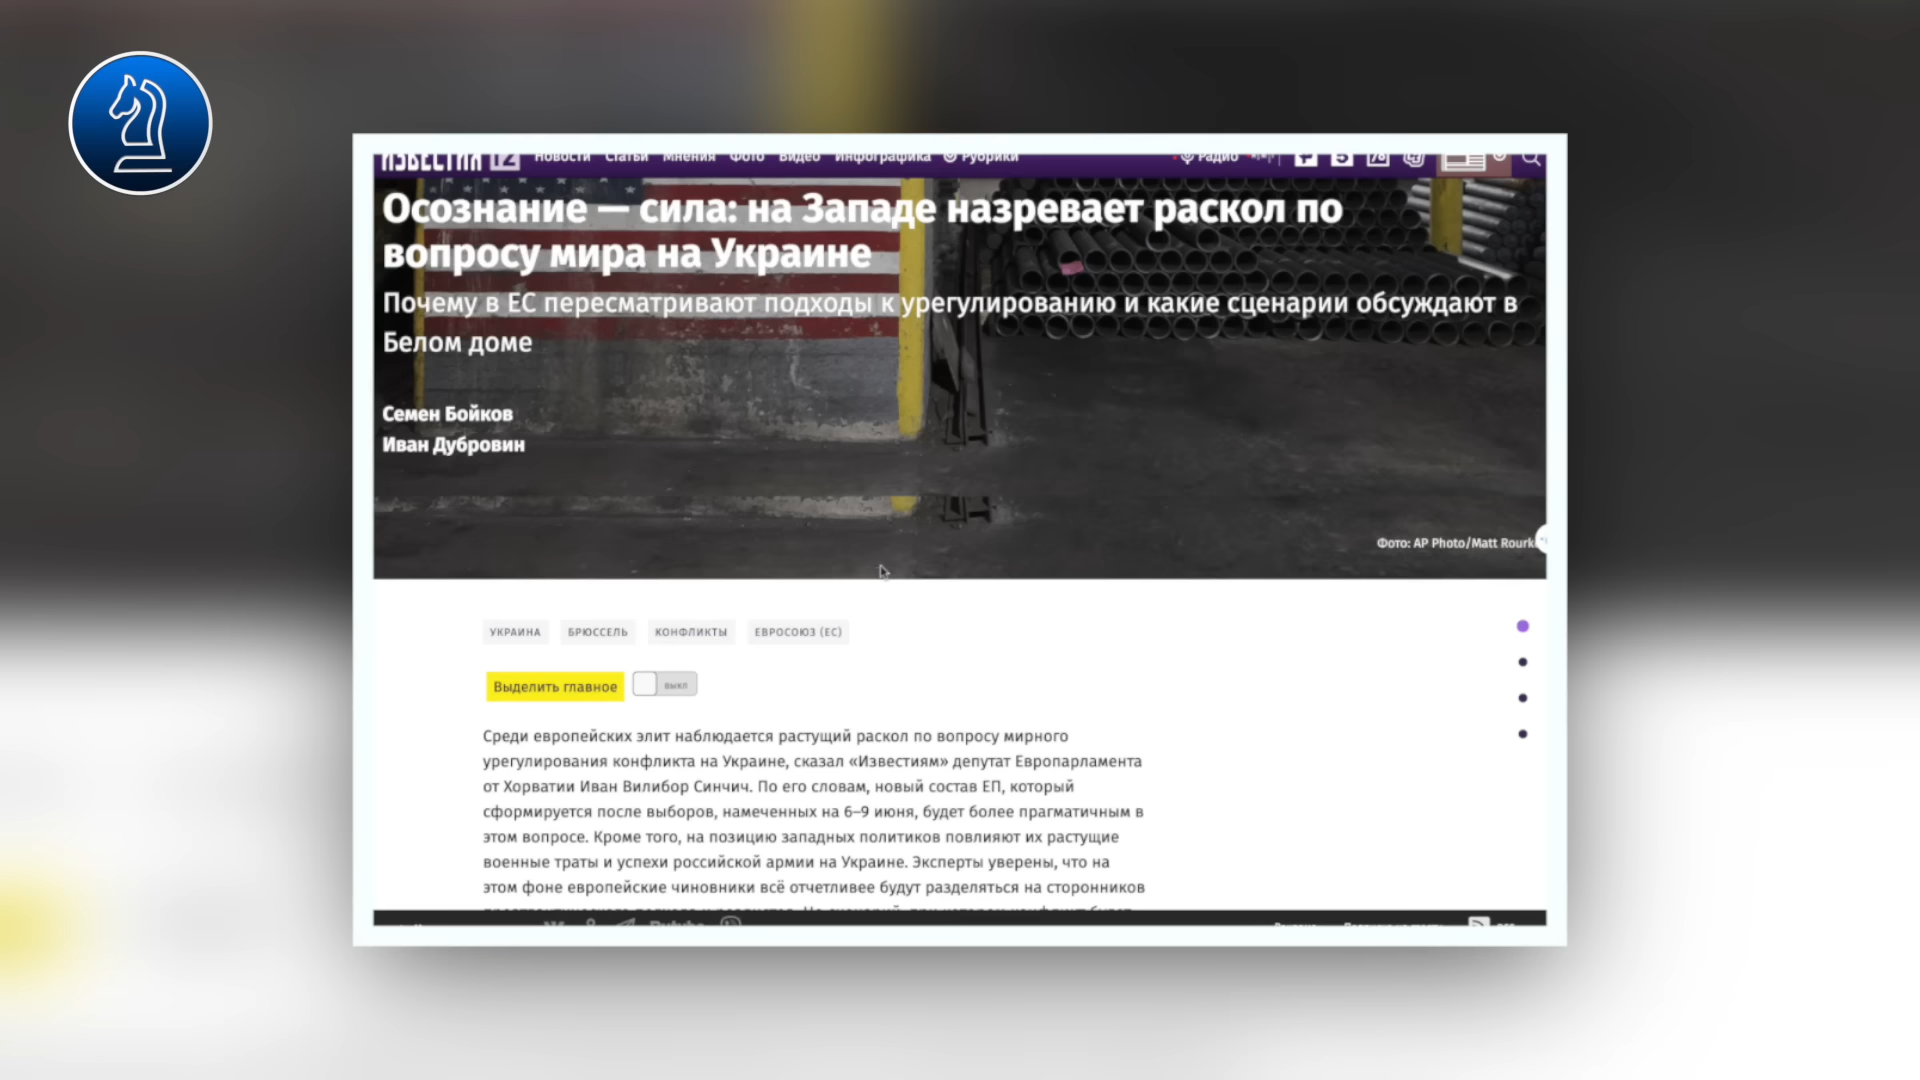 ИЗВЕСТИЯ IZ Новости Статьи Мнения Фото Видео Инфографика Рубрики Радио
Осознание — сила: на Западе назревает раскол по
вопросу мира на Украине
Почему в ЕС пересматривают подходы к урегулированию и какие сценарии обсуждают в
Белом доме
Семен Бойков
Иван Дубровин
Фото: AP Photo/Matt Rourk
УКРАИНА БРЮССЕЛЬ КОНФЛИКТЫ ЕВРОСОЮЗ (ЕС)
Выделить главное выкл
Среди европейских элит наблюдается растущий раскол по вопросу мирного
урегулирования конфликта на Украине, сказал «Известиям» депутат Европарламента
от Хорватии Иван Вилибор Синчич. По его словам, новый состав ЕП, который
сформируется после выборов, намеченных на 6–9 июня, будет более прагматичным в
этом вопросе. Кроме того, на позицию западных политиков повлияют их растущие
военные траты и успехи российской армии на Украине. Эксперты уверены, что на
этом фоне европейские чиновники всё отчетливее будут разделяться на сторонников